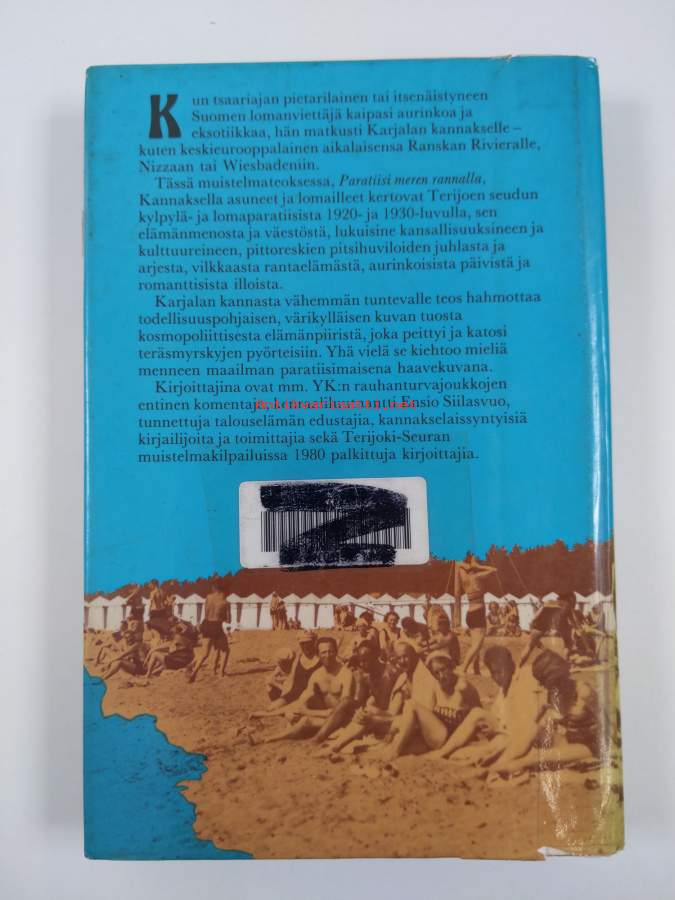 Kun tsaariajan pietarilainen tai itsenäistyneen
Suomen lomanviettäjä kaipasi aurinkoa ja
eksotiikkaa, hän matkusti Karjalan kannakselle –
kuten keskieurooppalainen aikalaisensa Ranskan Rivieralle,
Nizzaan tai Wiesbadeniin.
Tässä muistelmateoksessa, Paratiisi meren rannalla,
Kannaksella asuneet ja lomailleet kertovat Terijoen seudun
kylpylä- ja lomaparatiisista 1920- ja 1930-luvulla, sen
elämänmenosta ja väestöstä, lukuisine kansallisuuksineen ja
kulttuureineen, pittoreskien pitsihuviloiden juhlasta ja
arjesta, vilkkaasta rantaelämästä, aurinkoisista päivistä ja
romanttisista illoista.
Karjalan kannasta vähemmän tuntevalle teos hahmottaa
todellisuuspohjaisen, värikylläisen kuvan tuosta
kosmopoliittisesta elämänpiiristä, joka peittyi ja katosi
teräsmyrskyjen pyörteisiin. Yhä vielä se kiehtoo mieliä
menneen maailman paratiisimaisena haavekuvana.
Kirjoittajina ovat mm. YK:n rauhanturvajoukkojen
entinen komentaja, Ensio Siilasvuo,
tunnettuja talouselämän edustajia, kannakselaissyntyisiä
kirjailijoita ja toimittajia sekä Terijoki-Seuran
muistelmakilpailuissa 1980 palkittuja kirjoittajia.